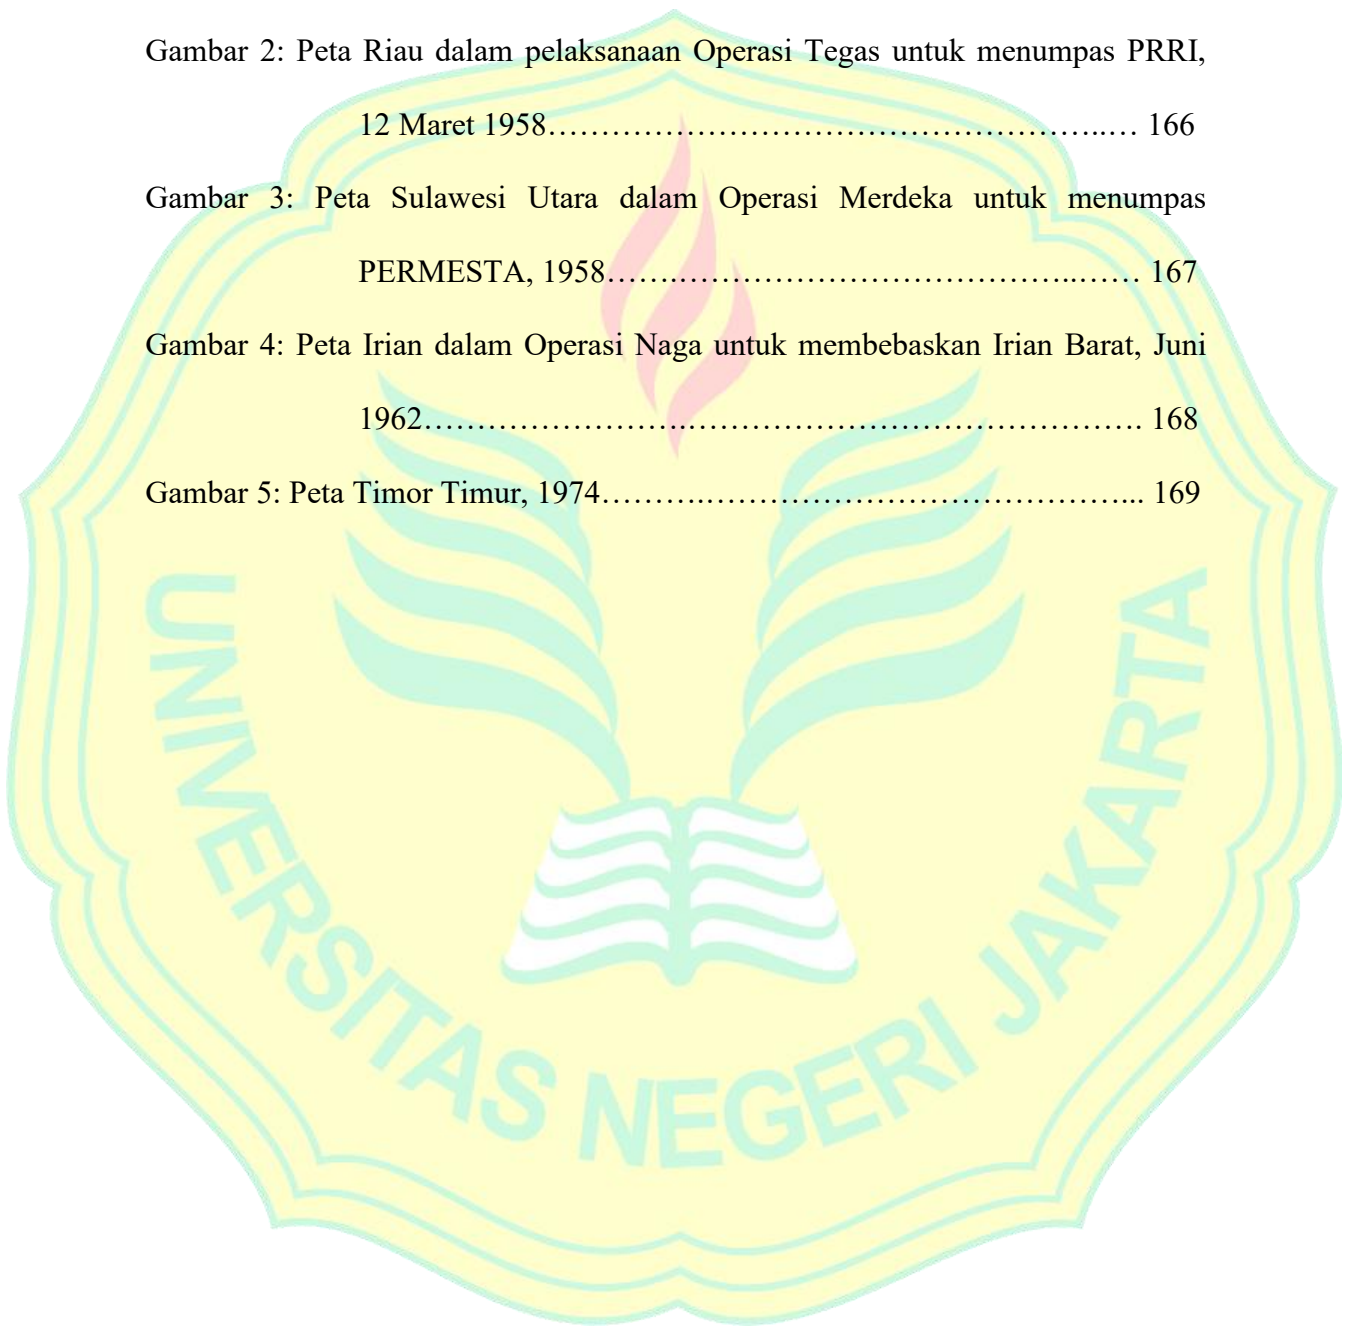 Gambar 2: Peta Riau dalam pelaksanaan Operasi Tegas untuk menumpas PRRI,
12 Maret 1958…………………………………………………..… 166
Gambar 3: Peta Sulawesi Utara dalam Operasi Merdeka untuk menumpas
PERMESTA, 1958…….………………………………..…… 167
Gambar 4: Peta Irian dalam Operasi Naga untuk membebaskan Irian Barat, Juni
1962…………………………………………………………. 168
Gambar 5: Peta Timor Timur, 1974……….…………………………………... 169
UNIVERSITAS NEGERI JAKARTA